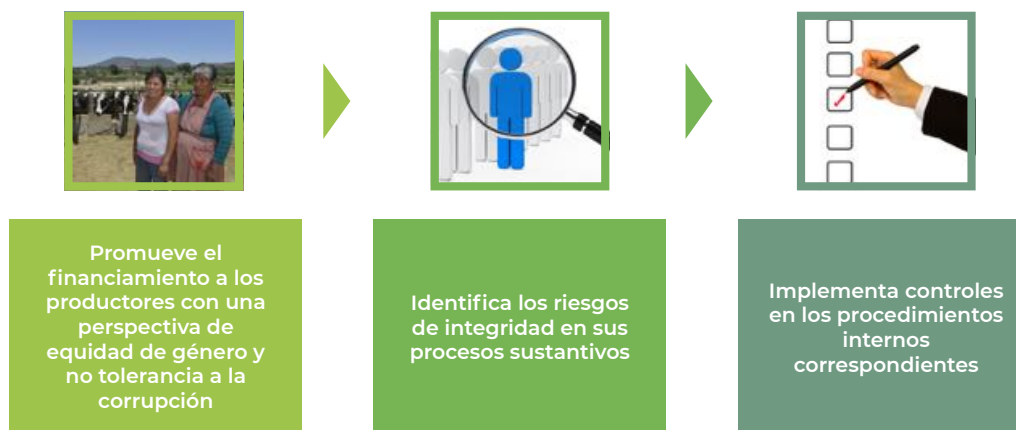 Promueve el
financiamiento a los
productores con una
perspectiva de
equidad de género y
no tolerancia a la
corrupción
Identifica los riesgos
de integridad en sus
procesos sustantivos
Implementa controles
en los procedimientos
internos
correspondientes